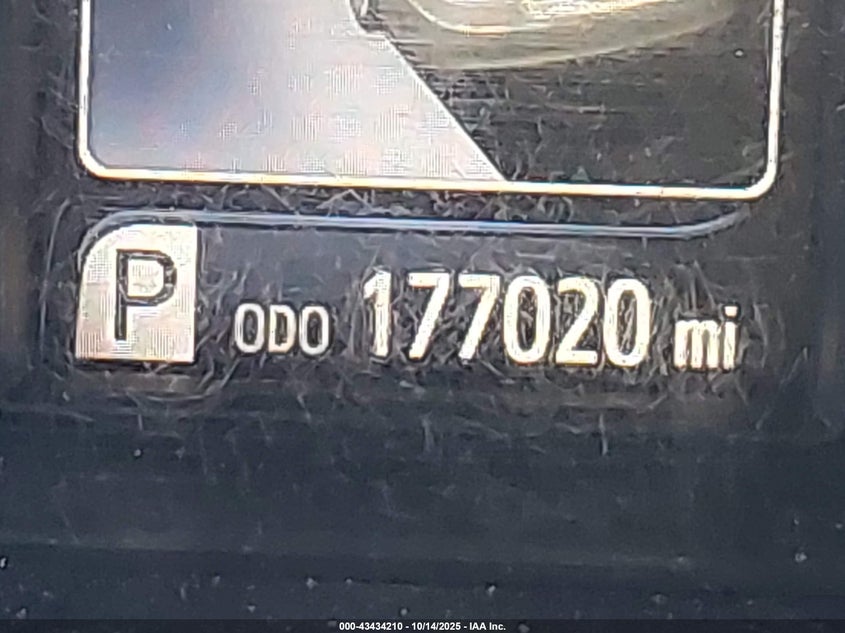 P ODO 177020 mi
000-43434210 - 10/14/2025 - IAA Inc.